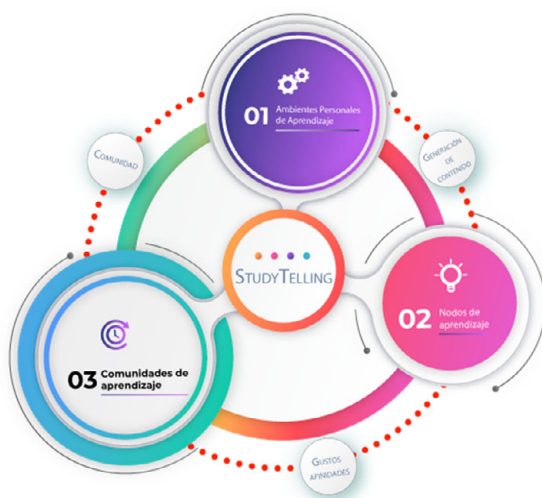 01
Ambientes Personales
de Aprendizaje
COMUNIDAD
GENERACIÓN
DE
CONTENIDO
STUDYTELLING
02
Nodos de
aprendizaje
03
Comunidades de
aprendizaje
GUSTOS
AFINIDADES